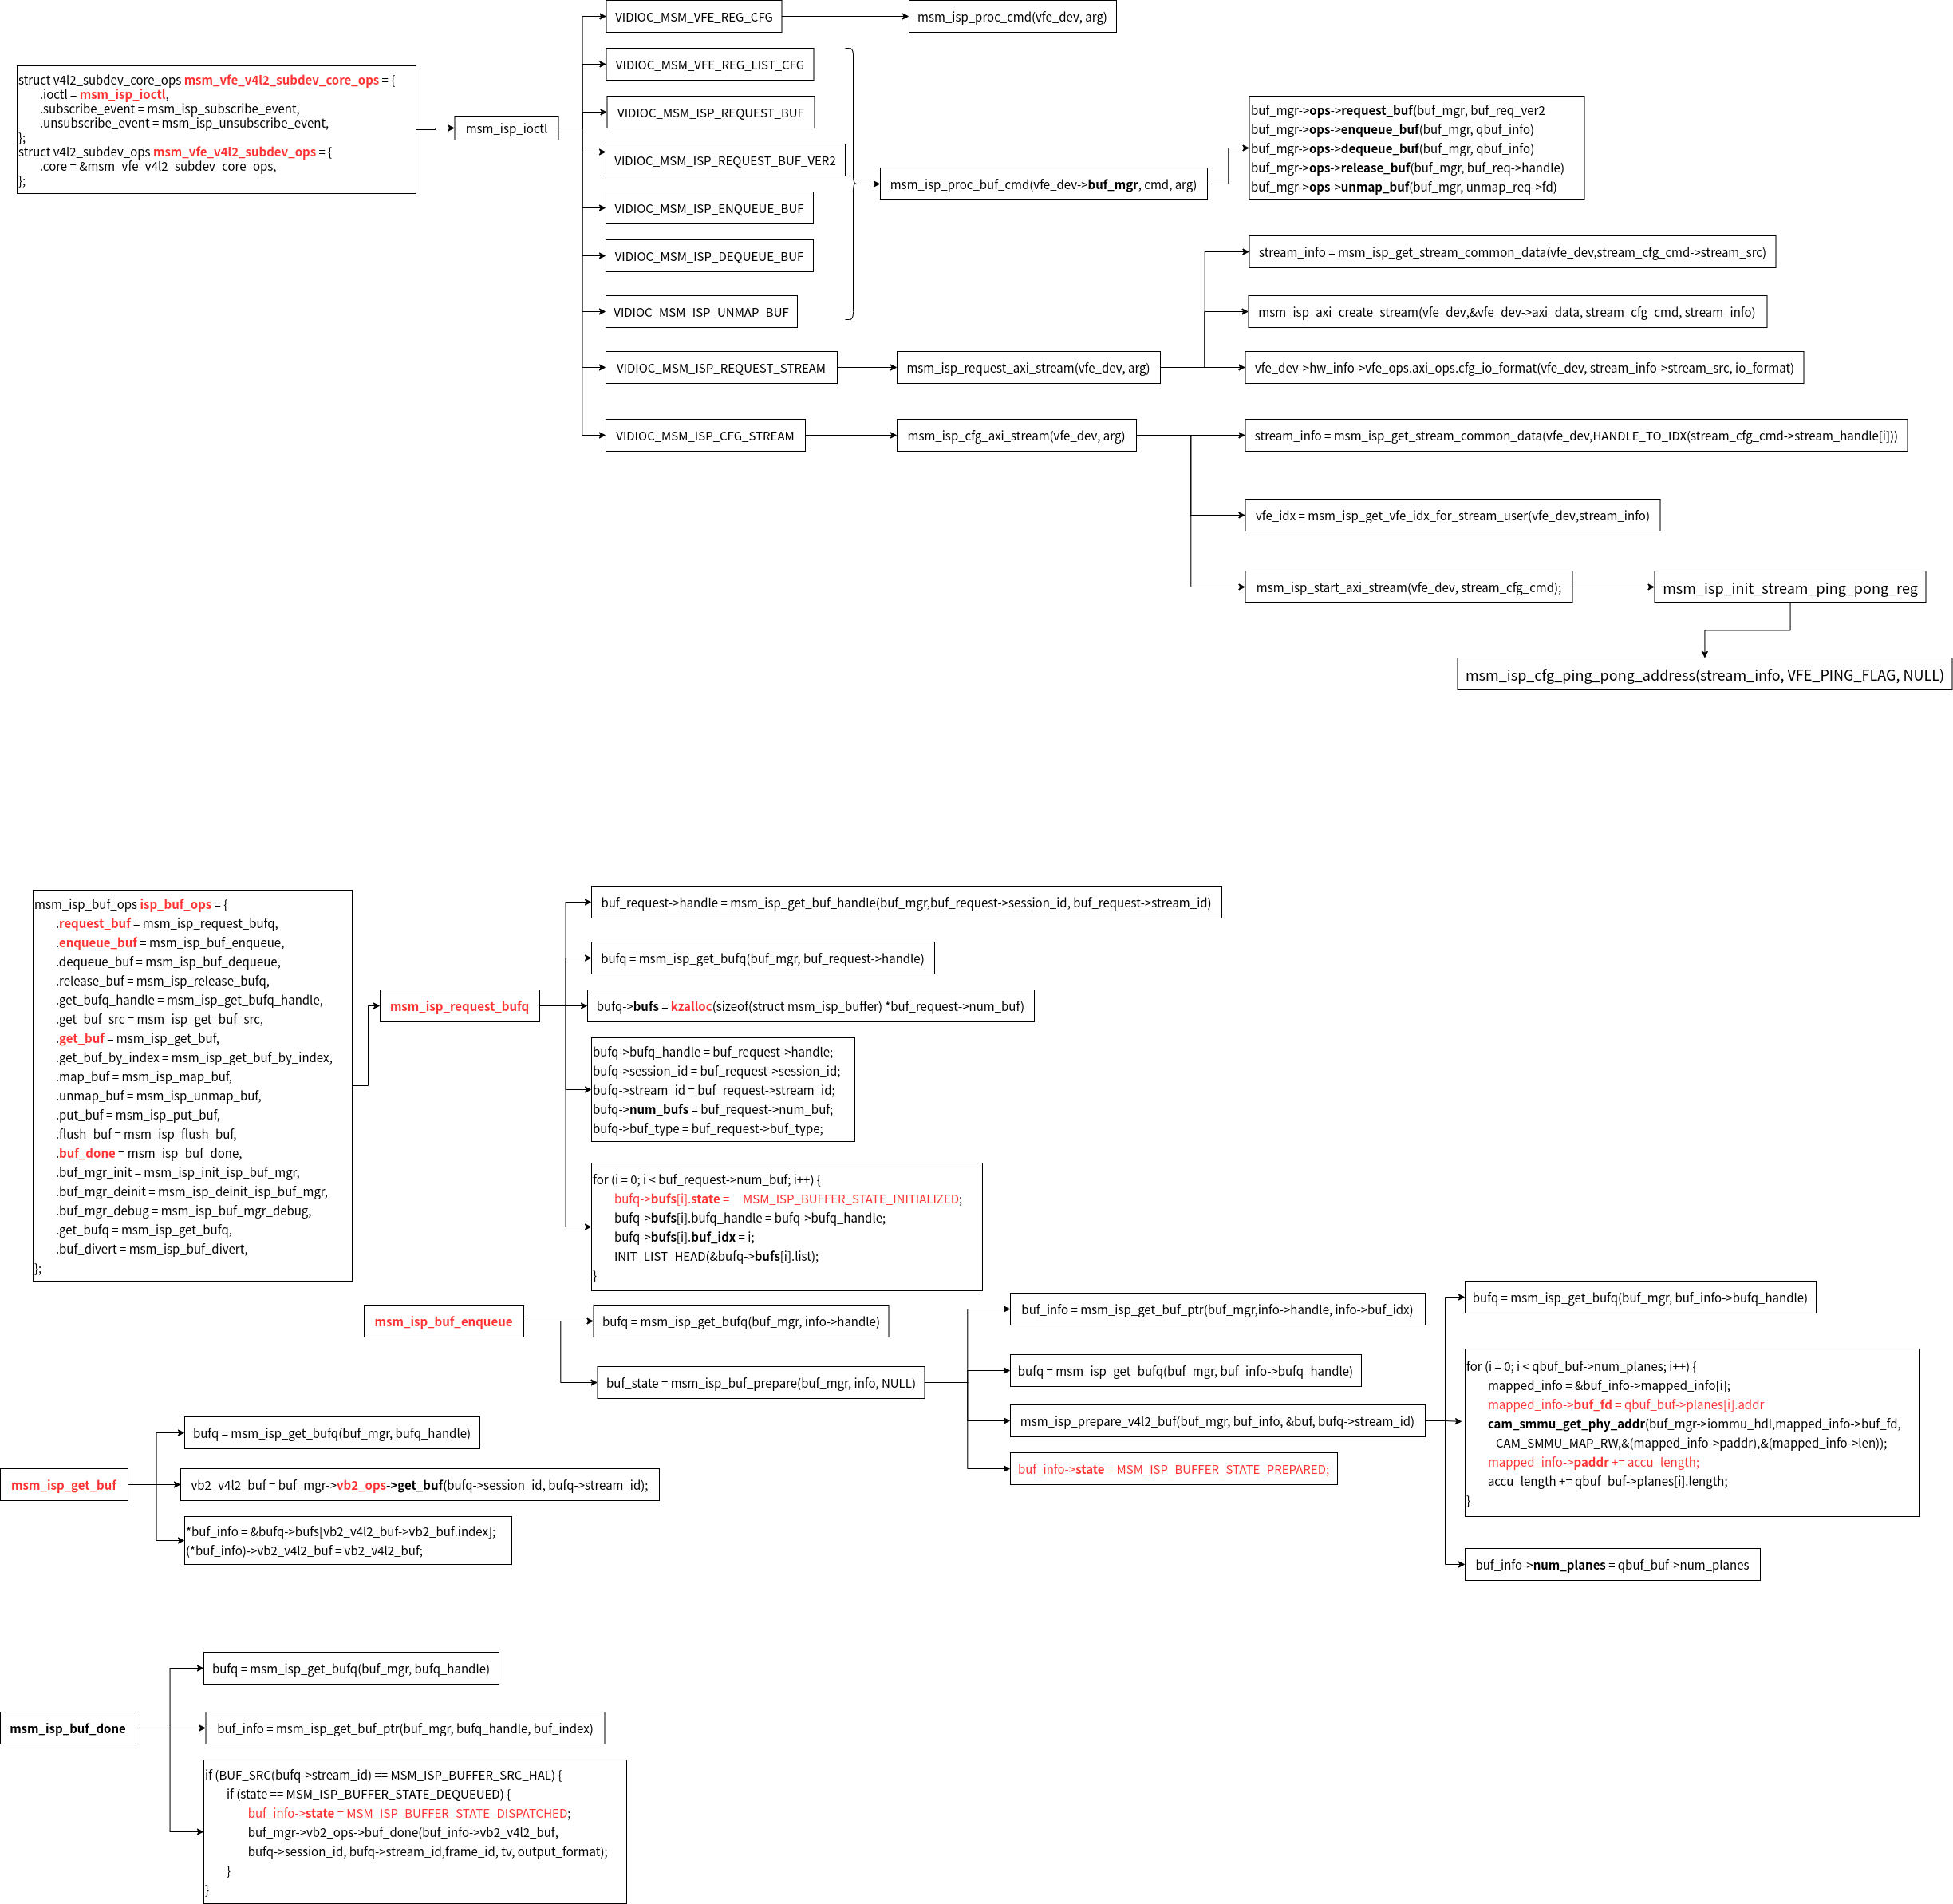 struct v4l2_subdev_core_ops msm_vfe_v4l2_subdev_core_ops = {
.ioctl = msm_isp_ioctl,
.subscribe_event = msm_isp_subscribe_event,
.unsubscribe_event = msm_isp_unsubscribe_event,
};
struct v4l2_subdev_ops msm_vfe_v4l2_subdev_ops = {
.core = &msm_vfe_v4l2_subdev_core_ops,
};
msm_isp_ioctl
VIDIOC_MSM_VFE_REG_CFG
msm_isp_proc_cmd(vfe_dev, arg)
VIDIOC_MSM_VFE_REG_LIST_CFG
VIDIOC_MSM_ISP_REQUEST_BUF
VIDIOC_MSM_ISP_REQUEST_BUF_VER2
VIDIOC_MSM_ISP_ENQUEUE_BUF
VIDIOC_MSM_ISP_DEQUEUE_BUF
VIDIOC_MSM_ISP_UNMAP_BUF
msm_isp_proc_buf_cmd(vfe_dev->buf_mgr, cmd, arg)
buf_mgr->ops->request_buf(buf_mgr, buf_req_ver2
buf_mgr->ops->enqueue_buf(buf_mgr, qbuf_info)
buf_mgr->ops->dequeue_buf(buf_mgr, qbuf_info)
buf_mgr->ops->release_buf(buf_mgr, buf_req->handle)
buf_mgr->ops->unmap_buf(buf_mgr, unmap_req->fd)
VIDIOC_MSM_ISP_REQUEST_STREAM
msm_isp_request_axi_stream(vfe_dev, arg)
stream_info = msm_isp_get_stream_common_data(vfe_dev,stream_cfg_cmd->stream_src)
msm_isp_axi_create_stream(vfe_dev,&vfe_dev->axi_data, stream_cfg_cmd, stream_info)
vfe_dev->hw_info->vfe_ops.axi_ops.cfg_io_format(vfe_dev, stream_info->stream_src, io_format)
VIDIOC_MSM_ISP_CFG_STREAM
msm_isp_cfg_axi_stream(vfe_dev, arg)
stream_info = msm_isp_get_stream_common_data(vfe_dev,HANDLE_TO_IDX(stream_cfg_cmd->stream_handle[i]))
vfe_idx = msm_isp_get_vfe_idx_for_stream_user(vfe_dev,stream_info)
msm_isp_start_axi_stream(vfe_dev, stream_cfg_cmd);
msm_isp_init_stream_ping_pong_reg
msm_isp_cfg_ping_pong_address(stream_info, VFE_PING_FLAG, NULL)
msm_isp_buf_ops isp_buf_ops = {
.request_buf = msm_isp_request_bufq,
.enqueue_buf = msm_isp_buf_enqueue,
.dequeue_buf = msm_isp_buf_dequeue,
.release_buf = msm_isp_release_bufq,
.get_bufq_handle = msm_isp_get_bufq_handle,
.get_buf_src = msm_isp_get_buf_src,
.get_buf = msm_isp_get_buf,
.get_buf_by_index = msm_isp_get_buf_by_index,
.map_buf = msm_isp_map_buf,
.unmap_buf = msm_isp_unmap_buf,
.put_buf = msm_isp_put_buf,
.flush_buf = msm_isp_flush_buf,
.buf_done = msm_isp_buf_done,
.buf_mgr_init = msm_isp_init_isp_buf_mgr,
.buf_mgr_deinit = msm_isp_deinit_isp_buf_mgr,
.buf_mgr_debug = msm_isp_buf_mgr_debug,
.get_bufq = msm_isp_get_bufq,
.buf_divert = msm_isp_buf_divert,
};
msm_isp_request_bufq
buf_request->handle = msm_isp_get_buf_handle(buf_mgr,buf_request->session_id, buf_request->stream_id)
bufq = msm_isp_get_bufq(buf_mgr, buf_request->handle)
bufq->bufs = kzalloc(sizeof(struct msm_isp_buffer) *buf_request->num_buf)
bufq->bufq_handle = buf_request->handle;
bufq->session_id = buf_request->session_id;
bufq->stream_id = buf_request->stream_id;
bufq->num_bufs = buf_request->num_buf;
bufq->buf_type = buf_request->buf_type;
for (i = 0; i < buf_request->num_buf; i++) {
bufq->bufs[i].state = MSM_ISP_BUFFER_STATE_INITIALIZED;
bufq->bufs[i].bufq_handle = bufq->bufq_handle;
bufq->bufs[i].buf_idx = i;
INIT_LIST_HEAD(&bufq->bufs[i].list);
}
msm_isp_buf_enqueue
bufq = msm_isp_get_bufq(buf_mgr, info->handle)
buf_state = msm_isp_buf_prepare(buf_mgr, info, NULL)
buf_info = msm_isp_get_buf_ptr(buf_mgr,info->handle, info->buf_idx)
bufq = msm_isp_get_bufq(buf_mgr, buf_info->bufq_handle)
msm_isp_prepare_v4l2_buf(buf_mgr, buf_info, &buf, bufq->stream_id)
buf_info->state = MSM_ISP_BUFFER_STATE_PREPARED;
bufq = msm_isp_get_bufq(buf_mgr, buf_info->bufq_handle)
for (i = 0; i < qbuf_buf->num_planes; i++) {
mapped_info = &buf_info->mapped_info[i];
mapped_info->buf_fd = qbuf_buf->planes[i].addr
cam_smmu_get_phy_addr(buf_mgr->iommu_hdl,mapped_info->buf_fd,
CAM_SMMU_MAP_RW,&(mapped_info->paddr),&(mapped_info->len));
mapped_info->paddr += accu_length;
accu_length += qbuf_buf->planes[i].length;
}
buf_info->num_planes = qbuf_buf->num_planes
msm_isp_get_buf
bufq = msm_isp_get_bufq(buf_mgr, bufq_handle)
vb2_v4l2_buf = buf_mgr->vb2_ops->get_buf(bufq->session_id, bufq->stream_id);
*buf_info = &bufq->bufs[vb2_v4l2_buf->vb2_buf.index];
(*buf_info)->vb2_v4l2_buf = vb2_v4l2_buf;
msm_isp_buf_done
bufq = msm_isp_get_bufq(buf_mgr, bufq_handle)
buf_info = msm_isp_get_buf_ptr(buf_mgr, bufq_handle, buf_index)
if (BUF_SRC(bufq->stream_id) == MSM_ISP_BUFFER_SRC_HAL) {
if (state == MSM_ISP_BUFFER_STATE_DEQUEUED) {
buf_info->state = MSM_ISP_BUFFER_STATE_DISPATCHED;
buf_mgr->vb2_ops->buf_done(buf_info->vb2_v4l2_buf,
bufq->session_id, bufq->stream_id,frame_id, tv, output_format);
}
}